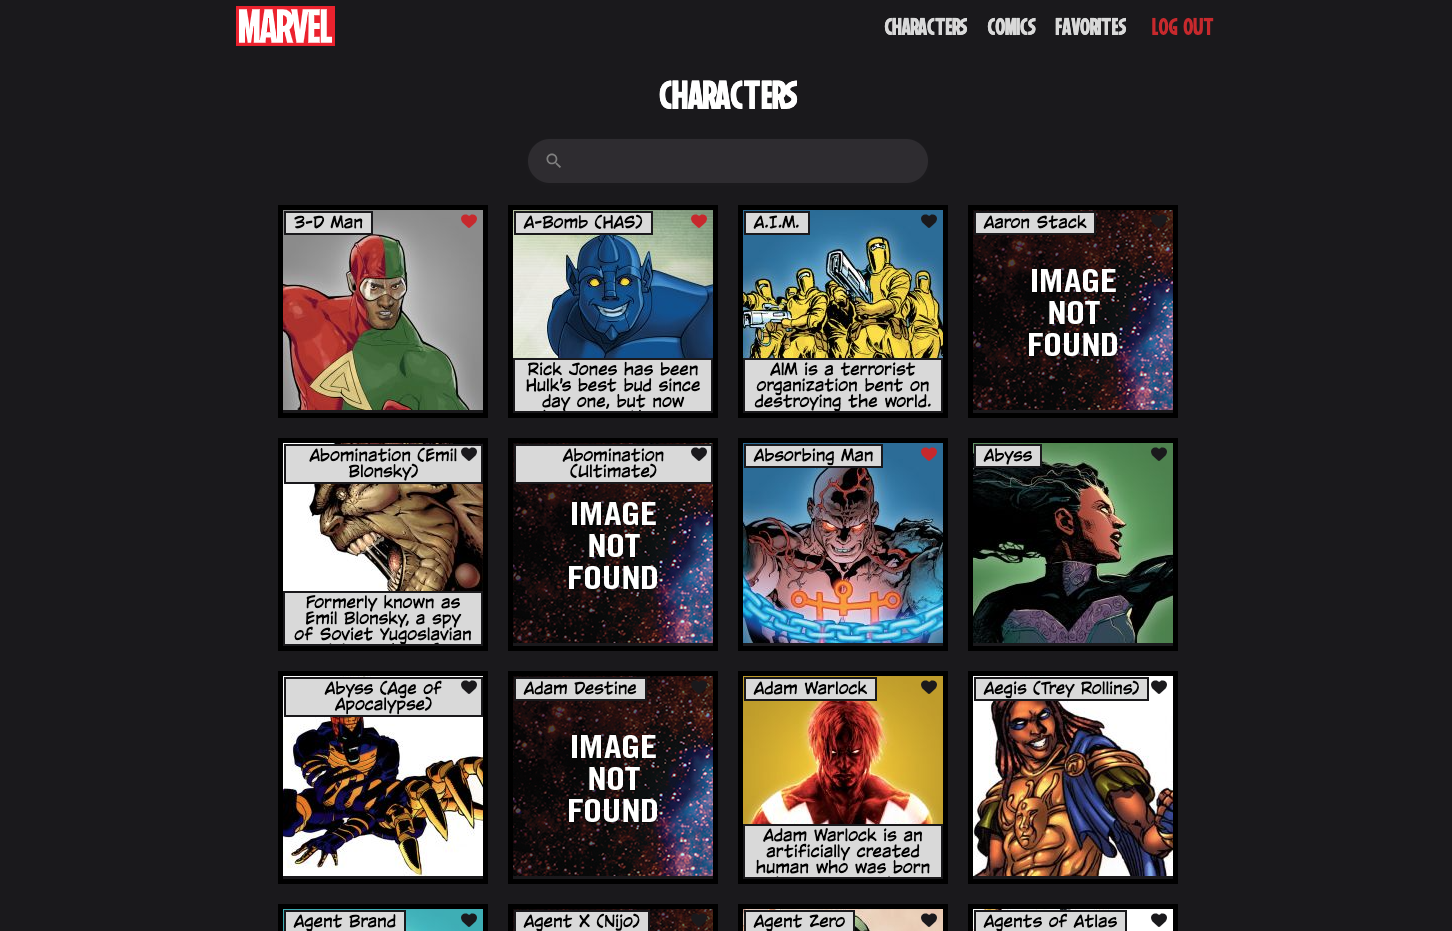 MARVEL
CHARACTERS COMICS FAVORITES LOG OUT
CHARACTERS
3-D Man
A-Bomb (HAS)
Rick Jones has been
Hulk's best bud since
day one, but now
A.I.M.
AIM is a terrorist
organization bent on
destroying the world.
Aaron Stack
IMAGE
NOT
FOUND
Abomination (Emil
Blonsky)
Formerly known as
Emil Blonsky, a spy
of Soviet Yugoslavian
Abomination
(Ultimate)
IMAGE
NOT
FOUND
Absorbing Man
Abyss
Abyss (Age of
Apocalypse)
Adam Destine
IMAGE
NOT
FOUND
Adam Warlock
Adam Warlock is an
artificially created
human who was born
Aegis (Trey Rollins)
Agent Brand
Agent X (Nijo)
Agent Zero
Agents of Atlas